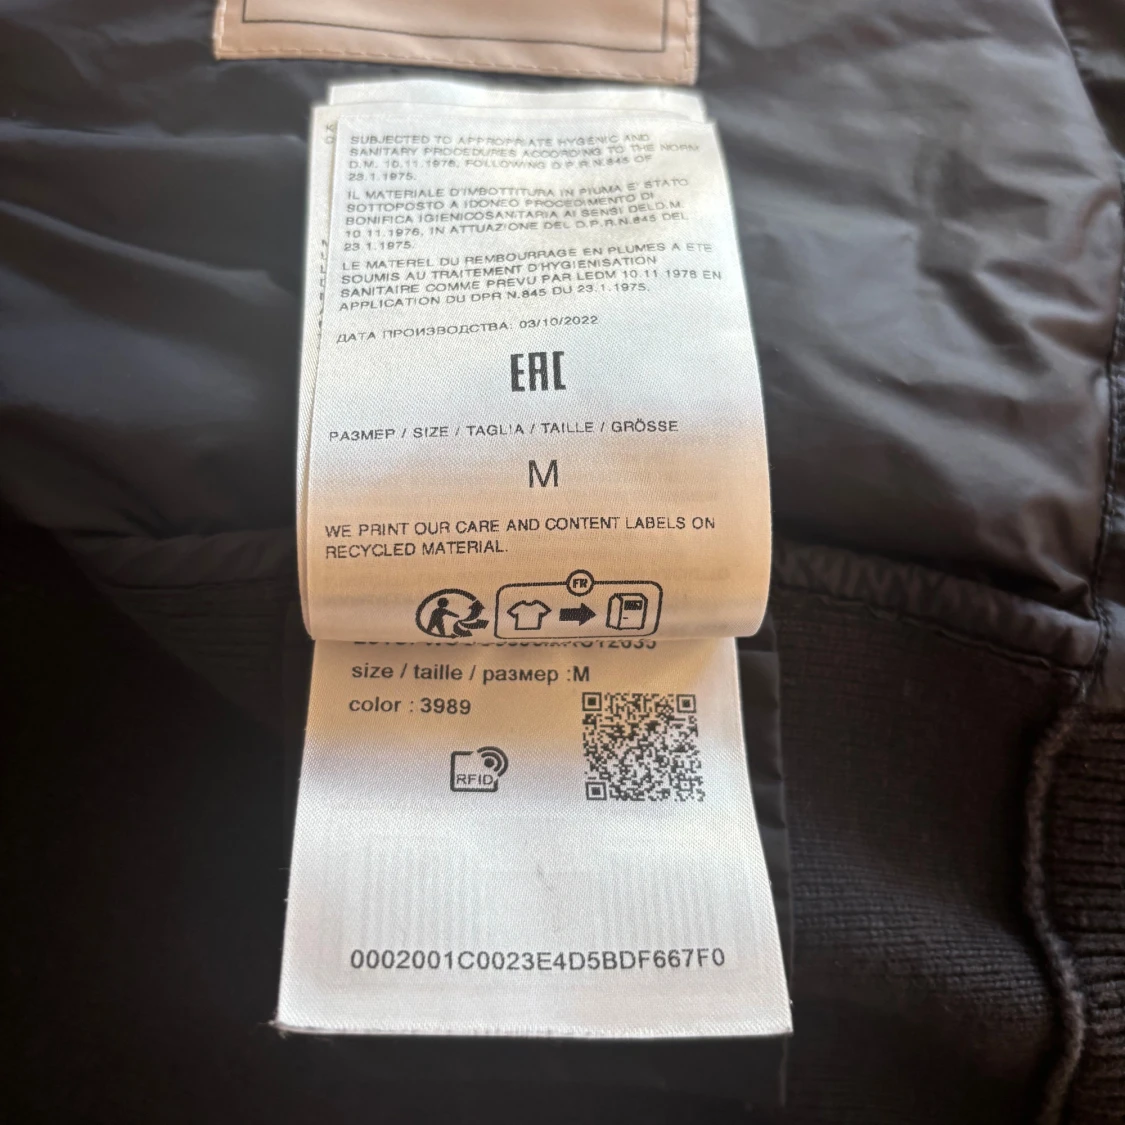 SUBJECTED TO APPROPRIATE HYGENIC AND
SANITARY PROCEDURES ACCORDING TO THE NORM
D.M. 10.11.1976, FOLLOWING D.P.R.N.845 OF
23.1.1975.
IL MATERIALE D'IMBOTTITURA IN PIUMA E' STATO
SOTTOPOSTO A IDONEO PROCEDIMENTO DI
BONIFICA IGIENICOSANITARIA AI SENSI DELD.M.
10.11.1976, IN ATTUAZIONE DEL D.P.R.N.845 DEL
23.1.1975.
LE MATEREL DU REMBOURRAGE EN PLUMES A ETE
SOUMIS AU TRAITEMENT D'HYGIENISATION
SANITAIRE COMME PREVU PAR LEDM 10.11 1976 EN
APPLICATION DU DPR N.845 DU 23.1.1975.
ДАТА ПРОИЗВОДСТВА: 03/10/2022
EAC
РАЗМЕР / SIZE / TAGLIA / TAILLE / GRÖSSE
M
WE PRINT OUR CARE AND CONTENT LABELS ON
RECYCLED MATERIAL.
FR
size / taille / размер :M
color : 3989
RFID
0002001C0023E4D5BDF667F0